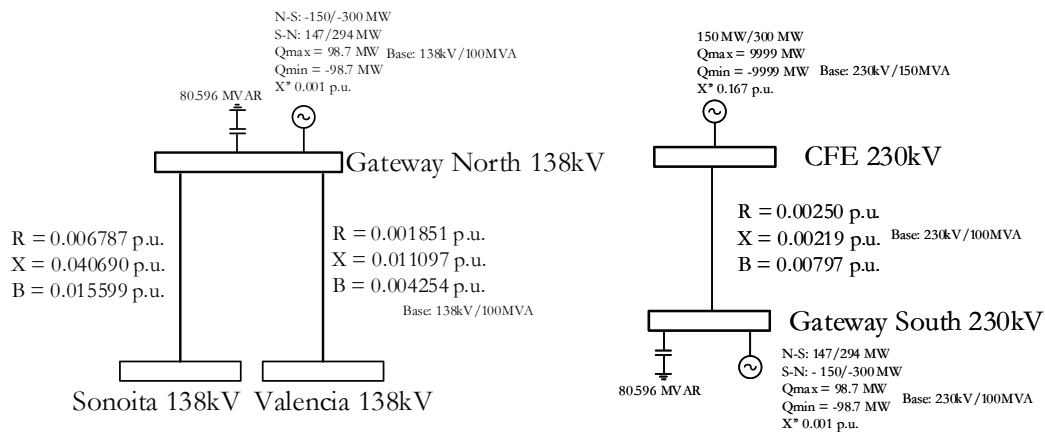 N-S: -150/-300 MW
S-N: 147/294 MW
Qmax = 98.7 MW
Qmin = -98.7 MW
X” 0.001 p.u.
Base: 138kV/100MVA
80.596 MVAR
Gateway North 138kV
R = 0.006787 p.u.
X = 0.040690 p.u.
B = 0.015599 p.u.
R = 0.001851 p.u.
X = 0.011097 p.u.
B = 0.004254 p.u.
Base: 138kV/100MVA
Sonoita 138kV
Valencia 138kV
150 MW/300 MW
Qmax = 9999 MW
Qmin = -9999 MW
X” 0.167 p.u.
Base: 230kV/150MVA
CFE 230kV
R = 0.00250 p.u.
X = 0.00219 p.u.
B = 0.00797 p.u.
Base: 230kV/100MVA
Gateway South 230kV
80.596 MVAR
N-S: 147/294 MW
S-N: - 150/-300 MW
Qmax = 98.7 MW
Qmin = -98.7 MW
X” 0.001 p.u.
Base: 230kV/100MVA